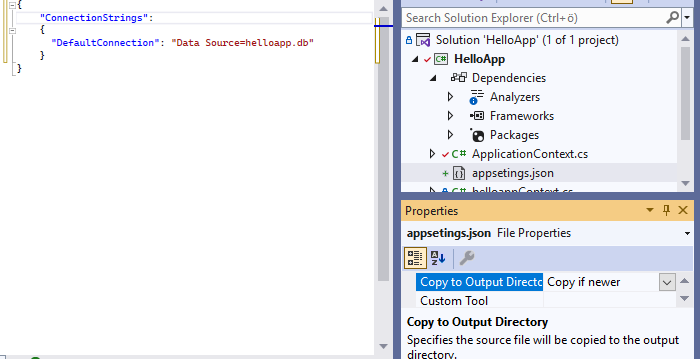 {
"ConnectionStrings":
{
"DefaultConnection": "Data Source=helloapp.db"
}
}
Search Solution Explorer (Ctrl+ö)
Solution 'HelloApp' (1 of 1 project)
HelloApp
Dependencies
Analyzers
Frameworks
Packages
C# ApplicationContext.cs
appsetings.json
C# helloappContext.cs
Properties
appsetings.json File Properties
Copy to Output Directo Copy if newer
Custom Tool
Copy to Output Directory
Specifies the source file will be copied to the output
directory.